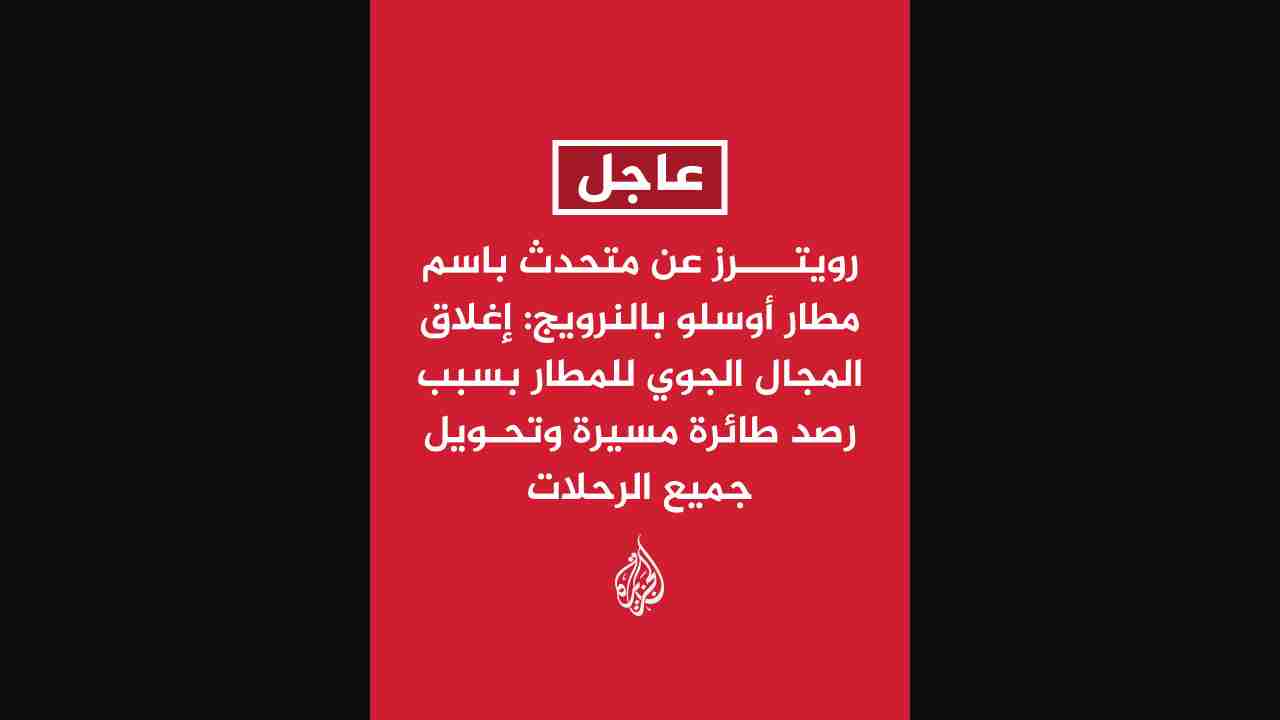 عاجل
رويتـــــرز عن متحدث باسم
مطار أوسلو بالنرويج: إغلاق
المجال الجوي للمطار بسبب
رصد طائرة مسيرة وتحـويل
جميع الرحلات
الجزيرة